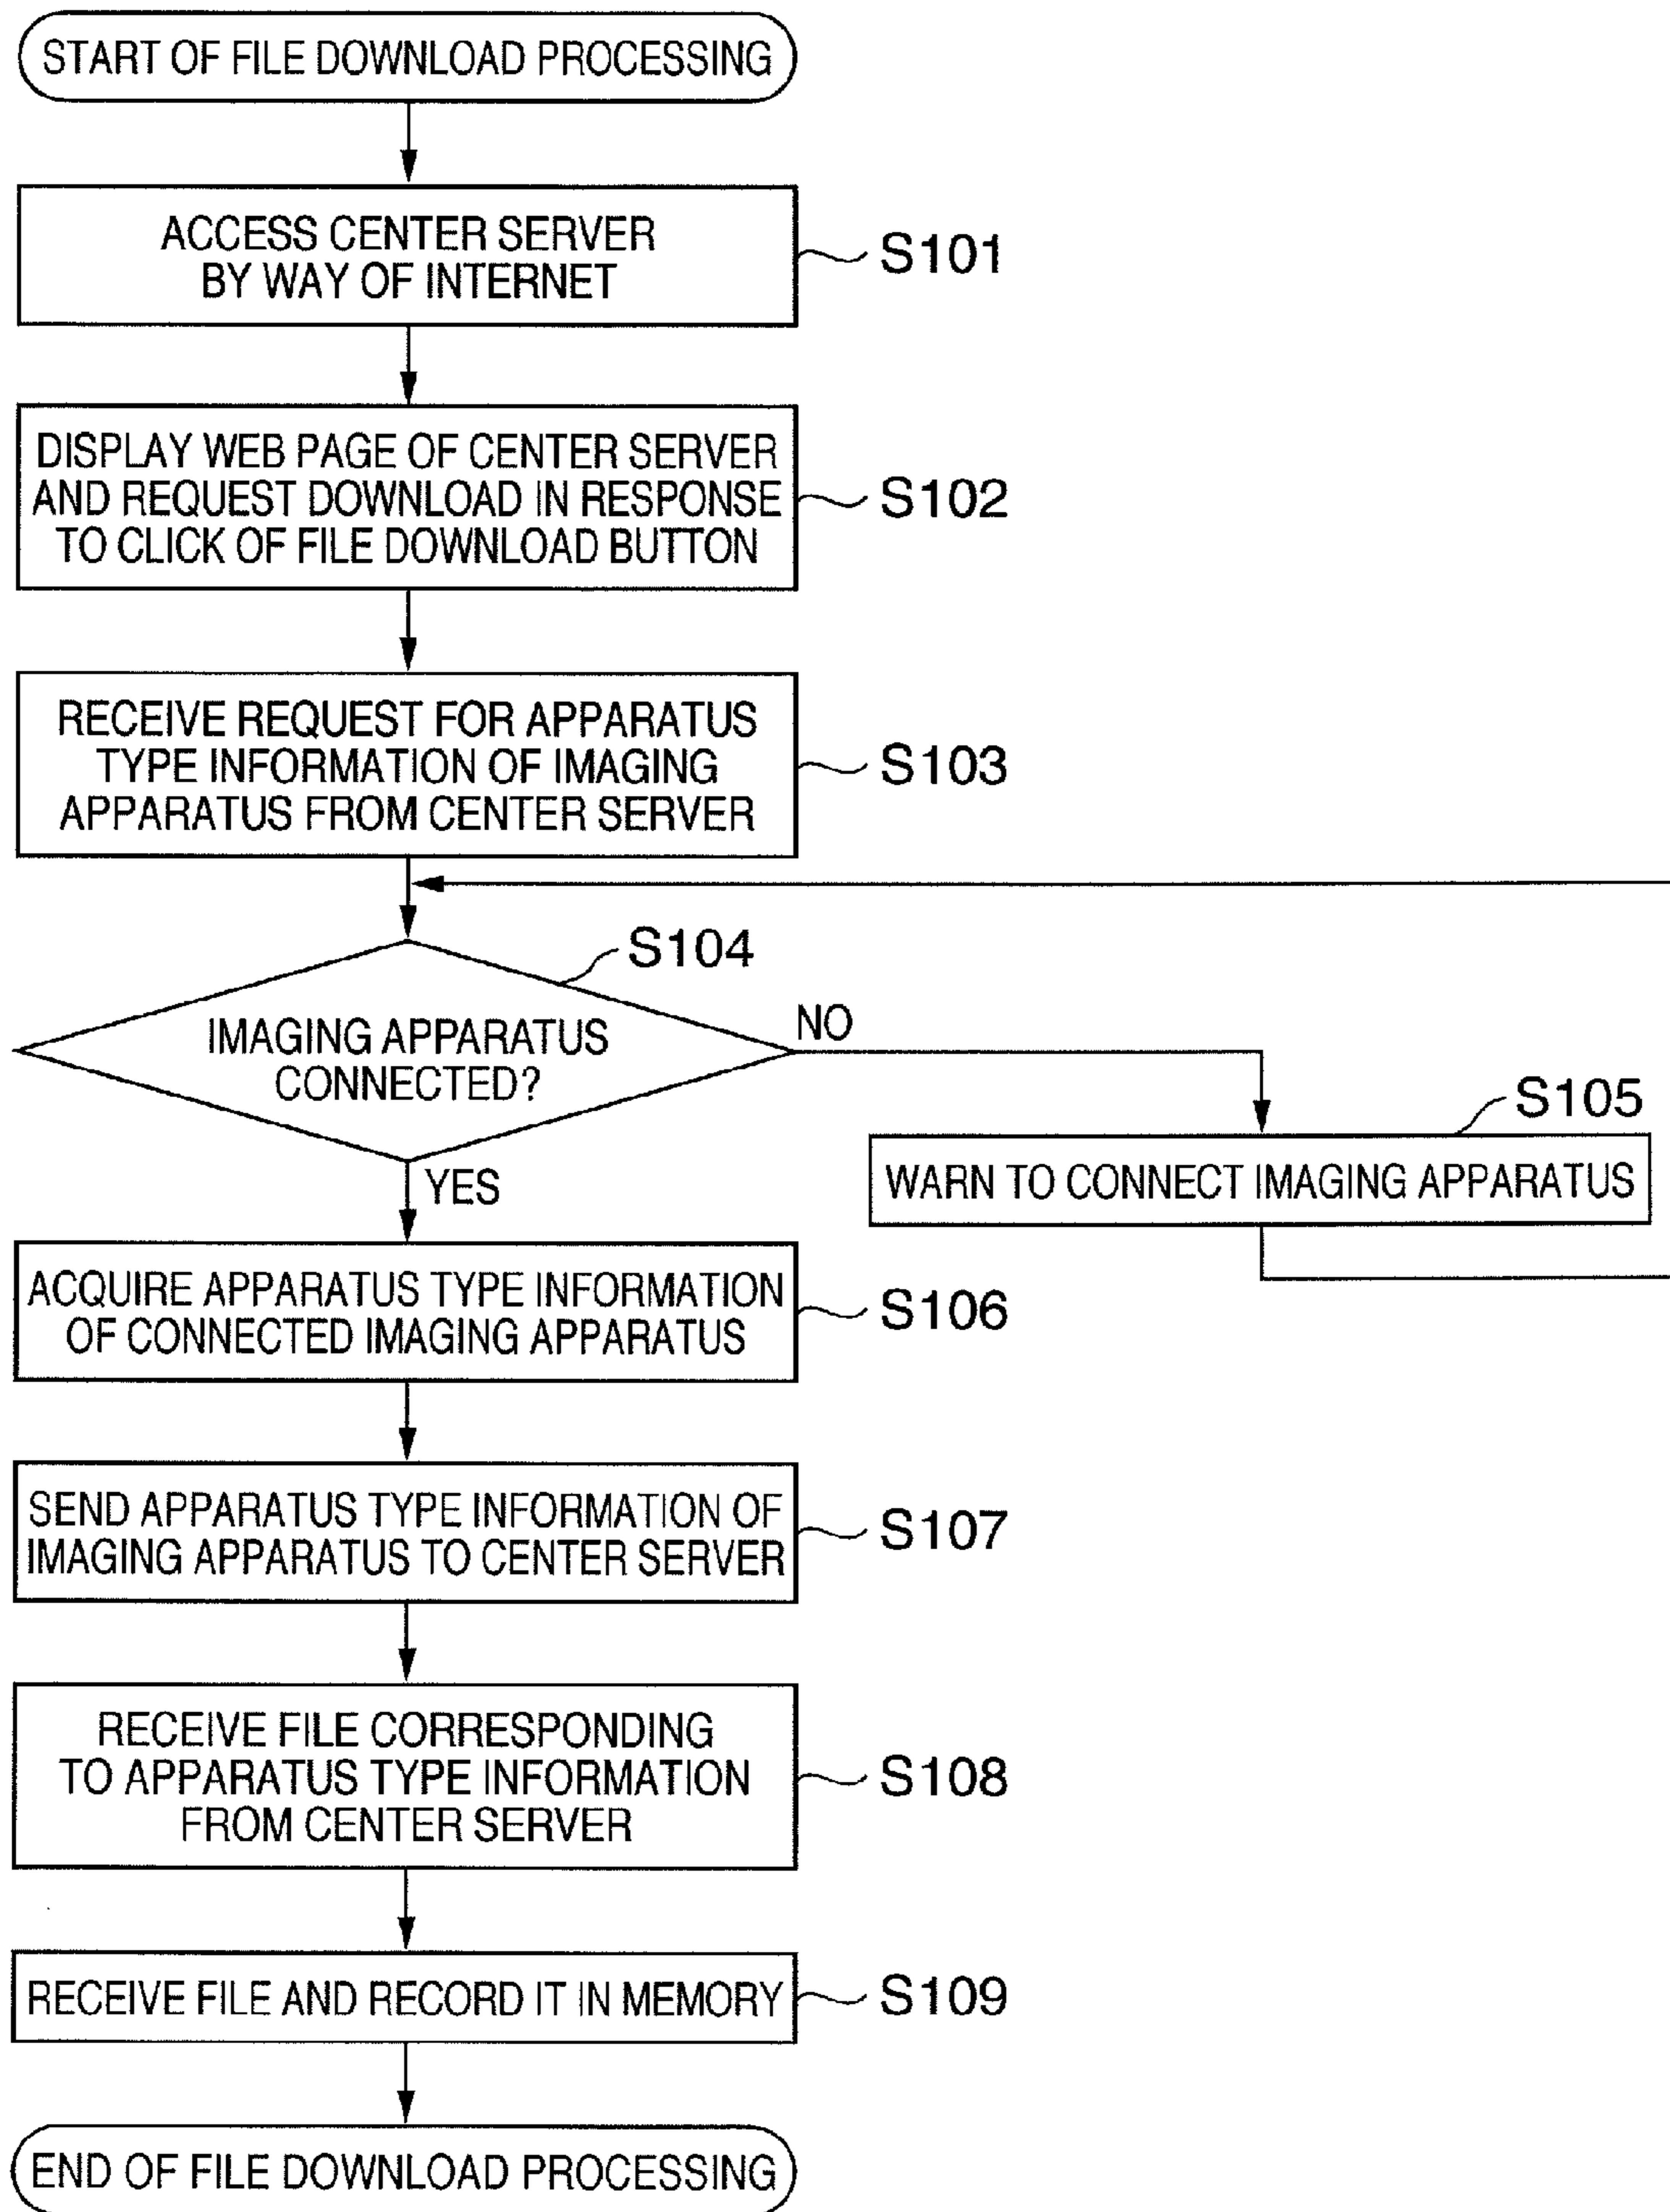 START OF FILE DOWNLOAD PROCESSING
ACCESS CENTER SERVER
BY WAY OF INTERNET
S101
DISPLAY WEB PAGE OF CENTER SERVER
AND REQUEST DOWNLOAD IN RESPONSE
TO CLICK OF FILE DOWNLOAD BUTTON
S102
RECEIVE REQUEST FOR APPARATUS
TYPE INFORMATION OF IMAGING
APPARATUS FROM CENTER SERVER
S103
S104
IMAGING APPARATUS
CONNECTED?
NO
S105
WARN TO CONNECT IMAGING APPARATUS
YES
ACQUIRE APPARATUS TYPE INFORMATION
OF CONNECTED IMAGING APPARATUS
S106
SEND APPARATUS TYPE INFORMATION OF
IMAGING APPARATUS TO CENTER SERVER
S107
RECEIVE FILE CORRESPONDING
TO APPARATUS TYPE INFORMATION
FROM CENTER SERVER
S108
RECEIVE FILE AND RECORD IT IN MEMORY
S109
END OF FILE DOWNLOAD PROCESSING